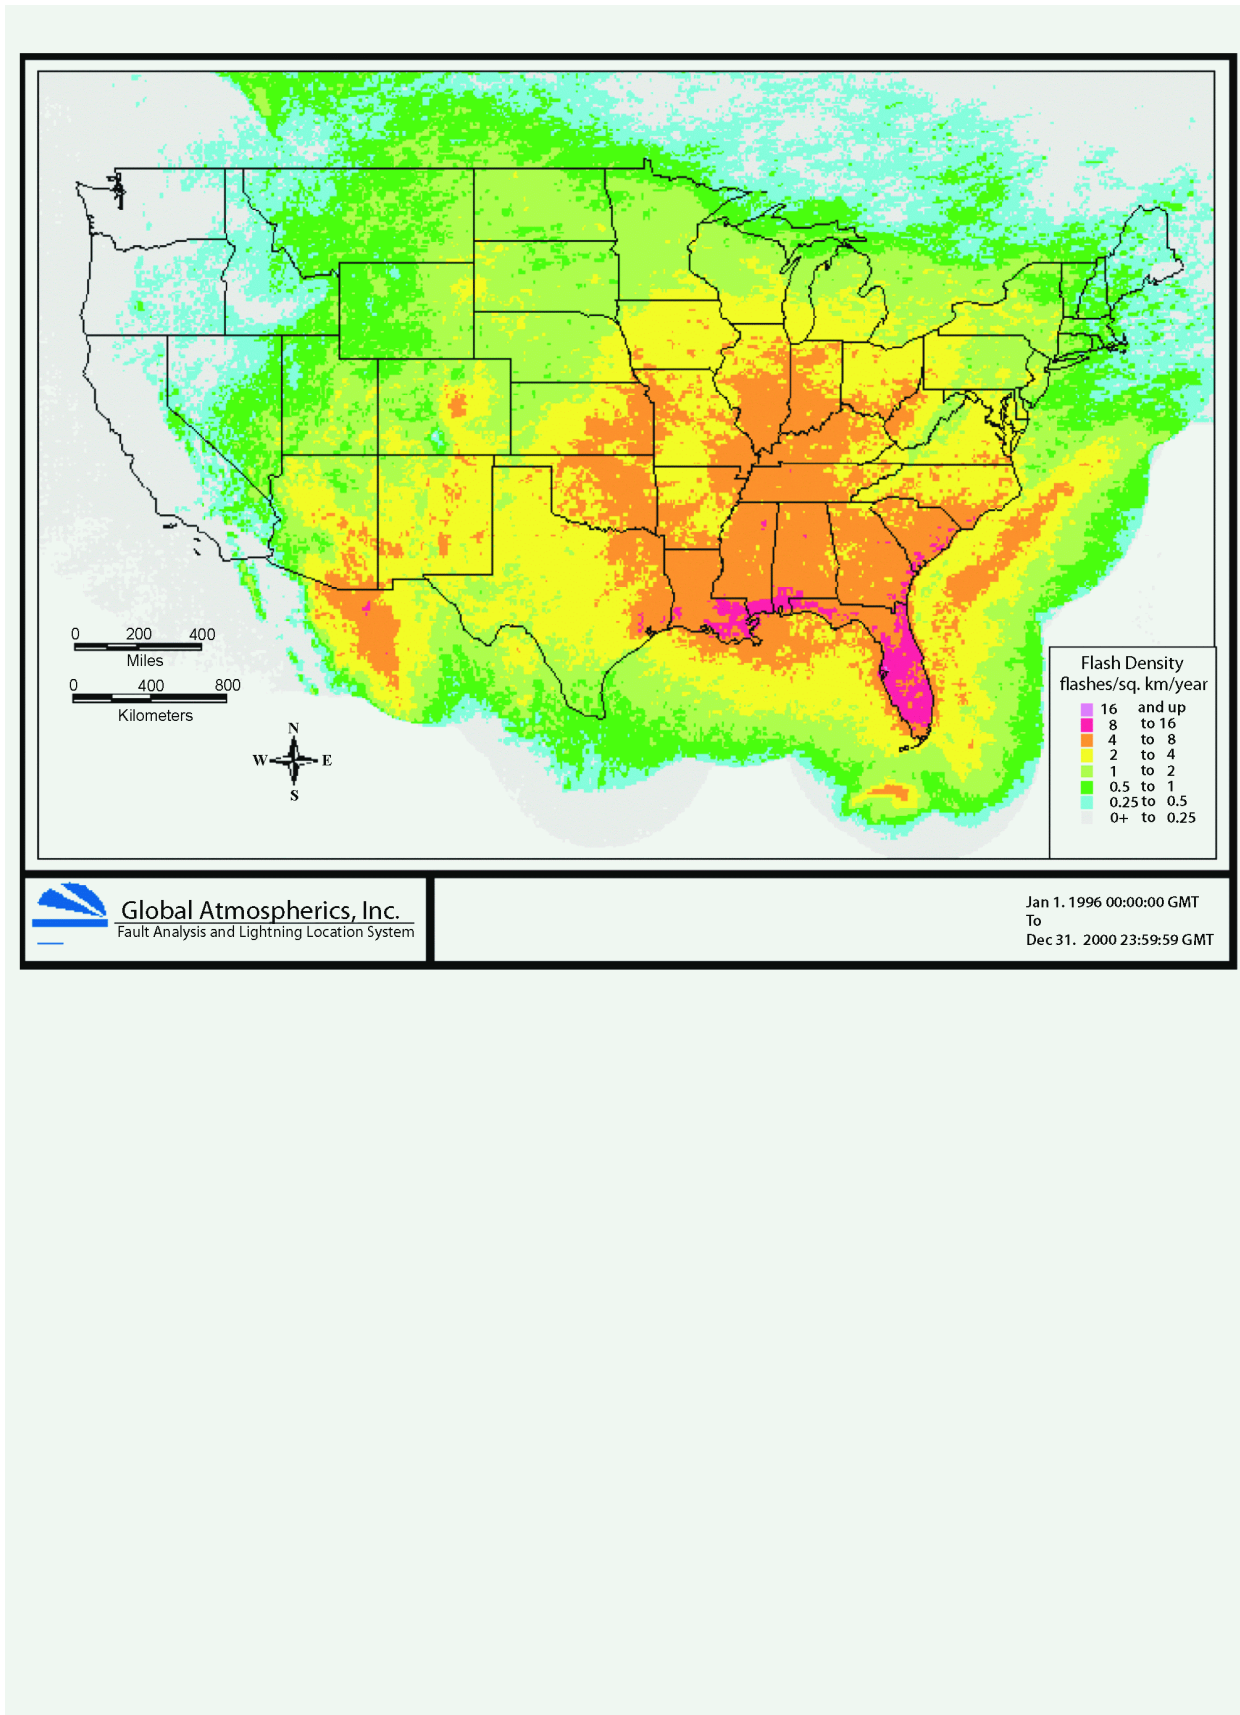 0 200 400
Miles
0 400 800
Kilometers
N
W E
S
Flash Density
flashes/sq. km/year
16 and up
8 to 16
4 to 8
2 to 4
1 to 2
0.5 to 1
0.25 to 0.5
0+ to 0.25
Global Atmospherics, Inc.
Fault Analysis and Lightning Location System
Jan 1. 1996 00:00:00 GMT
To
Dec 31. 2000 23:59:59 GMT